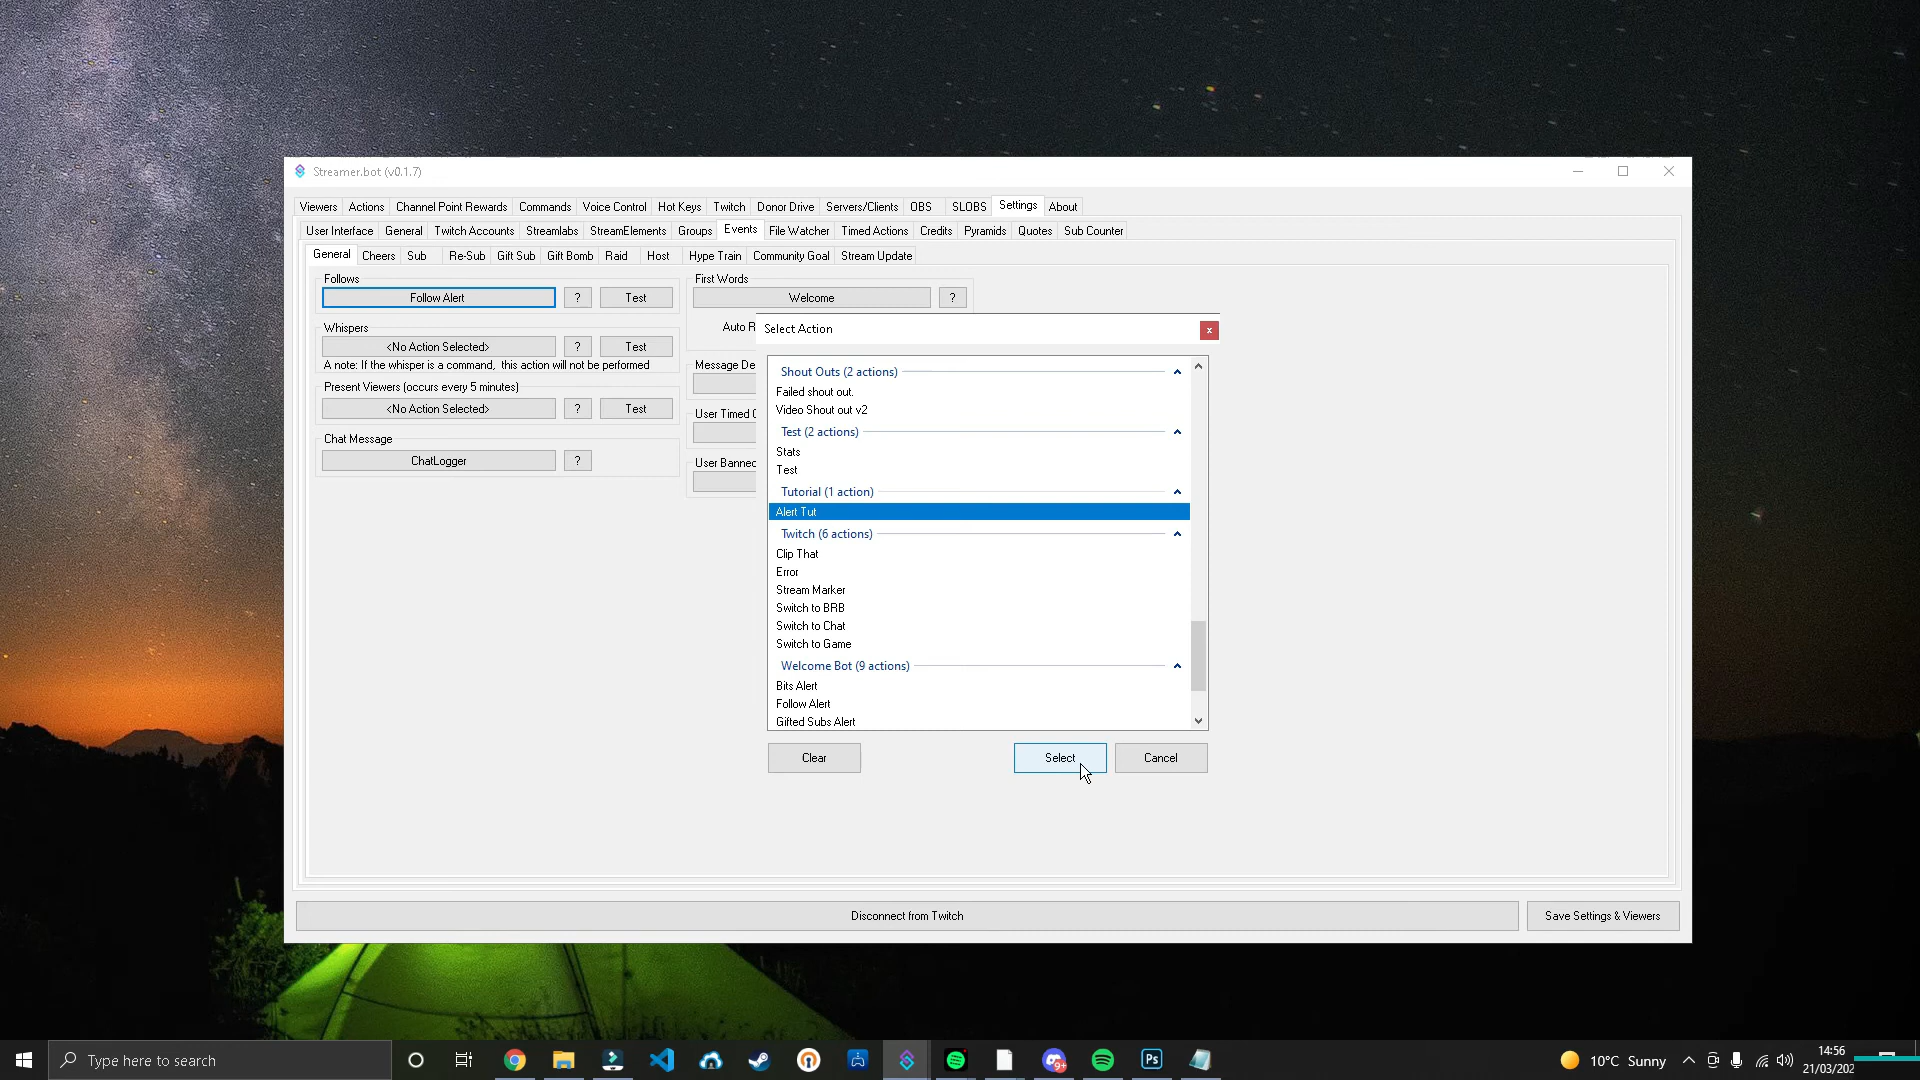 Streamer.bot (v0.1.7)
Viewers Actions Channel Point Rewards Commands Voice Control Hot Keys Twitch Donor Drive Servers/Clients OBS SLOBS Settings About
User Interface General Twitch Accounts Streamlabs StreamElements Groups Events File Watcher Timed Actions Credits Pyramids Quotes Sub Counter
General Cheers Sub Re-Sub Gift Sub Gift Bomb Raid Host Hype Train Community Goal Stream Update
Follows
Follow Alert ? Test
Whispers
<No Action Selected> ? Test
A note: If the whisper is a command, this action will not be performed
Present Viewers (occurs every 5 minutes)
<No Action Selected> ? Test
Chat Message
ChatLogger ?
First Words
Welcome ?
Auto R
Message De
User Timed O
User Banned
Select Action
x
Shout Outs (2 actions)
Failed shout out.
Video Shout out v2
Test (2 actions)
Stats
Test
Tutorial (1 action)
Alert Tut
Twitch (6 actions)
Clip That
Error
Stream Marker
Switch to BRB
Switch to Chat
Switch to Game
Welcome Bot (9 actions)
Bits Alert
Follow Alert
Gifted Subs Alert
Clear Select Cancel
Disconnect from Twitch Save Settings & Viewers
Type here to search
9+
Ps
10°C Sunny
14:56
21/03/202